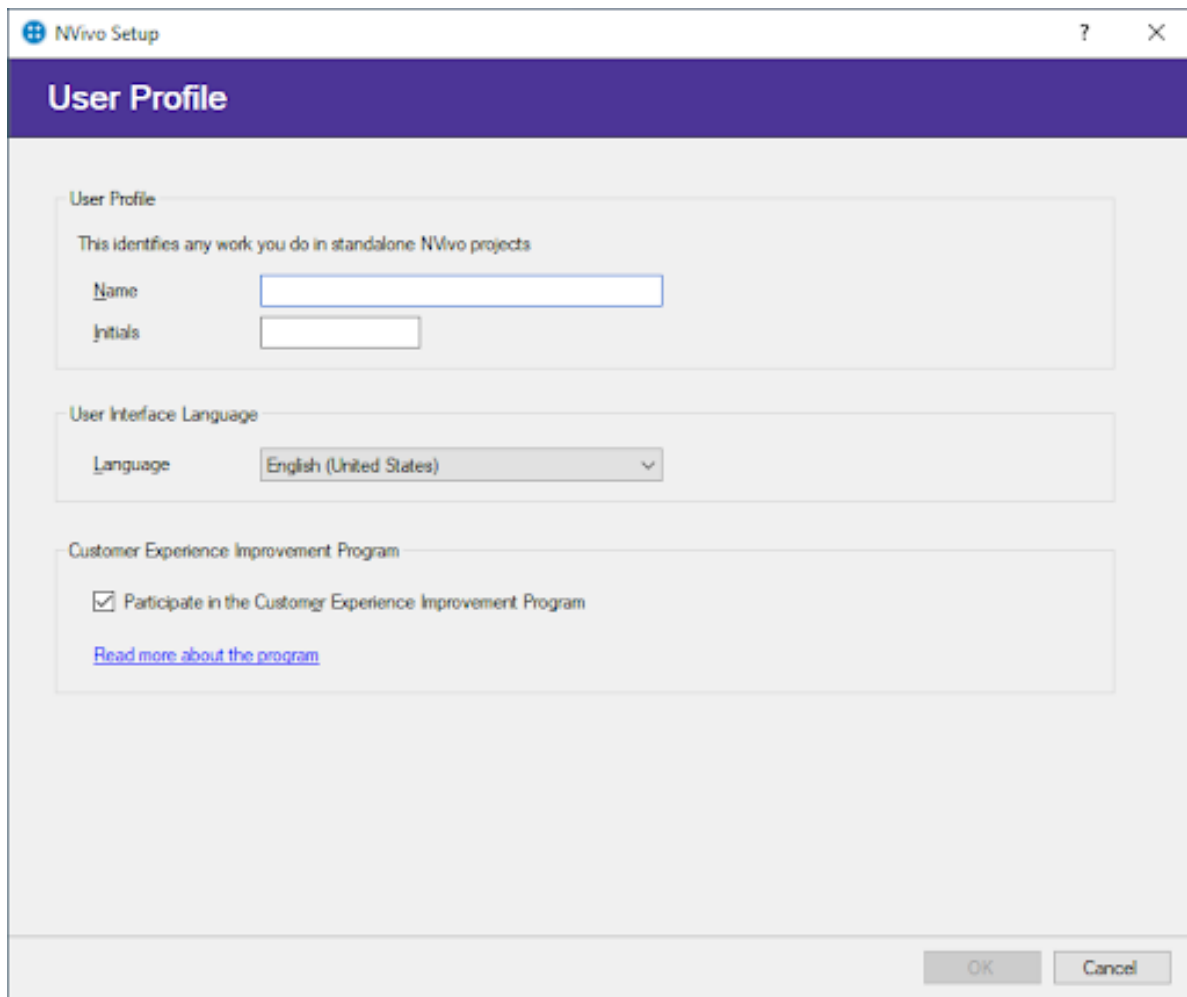 NVivo Setup
?
User Profile
User Profile
This identifies any work you do in standalone NVivo projects
Name
Initials
User Interface Language
Language English (United States)
Customer Experience Improvement Program
Participate in the Customer Experience Improvement Program
Read more about the program
OK Cancel